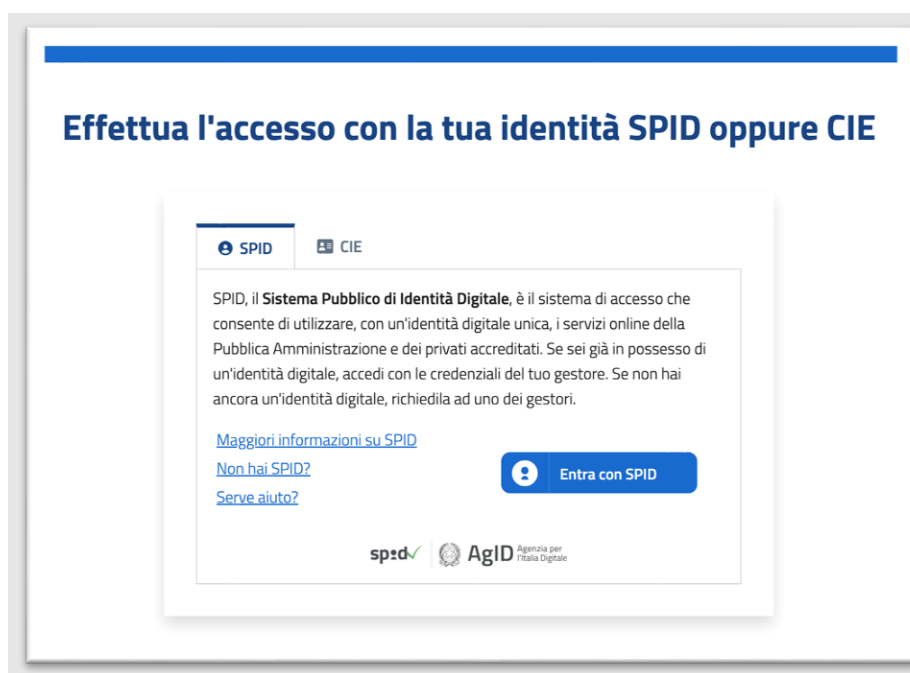 Effettua l'accesso con la tua identità SPID oppure CIE
SPID
CIE
SPID, il Sistema Pubblico di Identità Digitale, è il sistema di accesso che
consente di utilizzare, con un'identità digitale unica, i servizi online della
Pubblica Amministrazione e dei privati accreditati. Se sei già in possesso di
un'identità digitale, accedi con le credenziali del tuo gestore. Se non hai
ancora un'identità digitale, richiedila ad uno dei gestori.
Maggiori informazioni su SPID
Non hai SPID?
Serve aiuto?
Entra con SPID
spid
AgID
Agenzia per
l'Italia Digitale